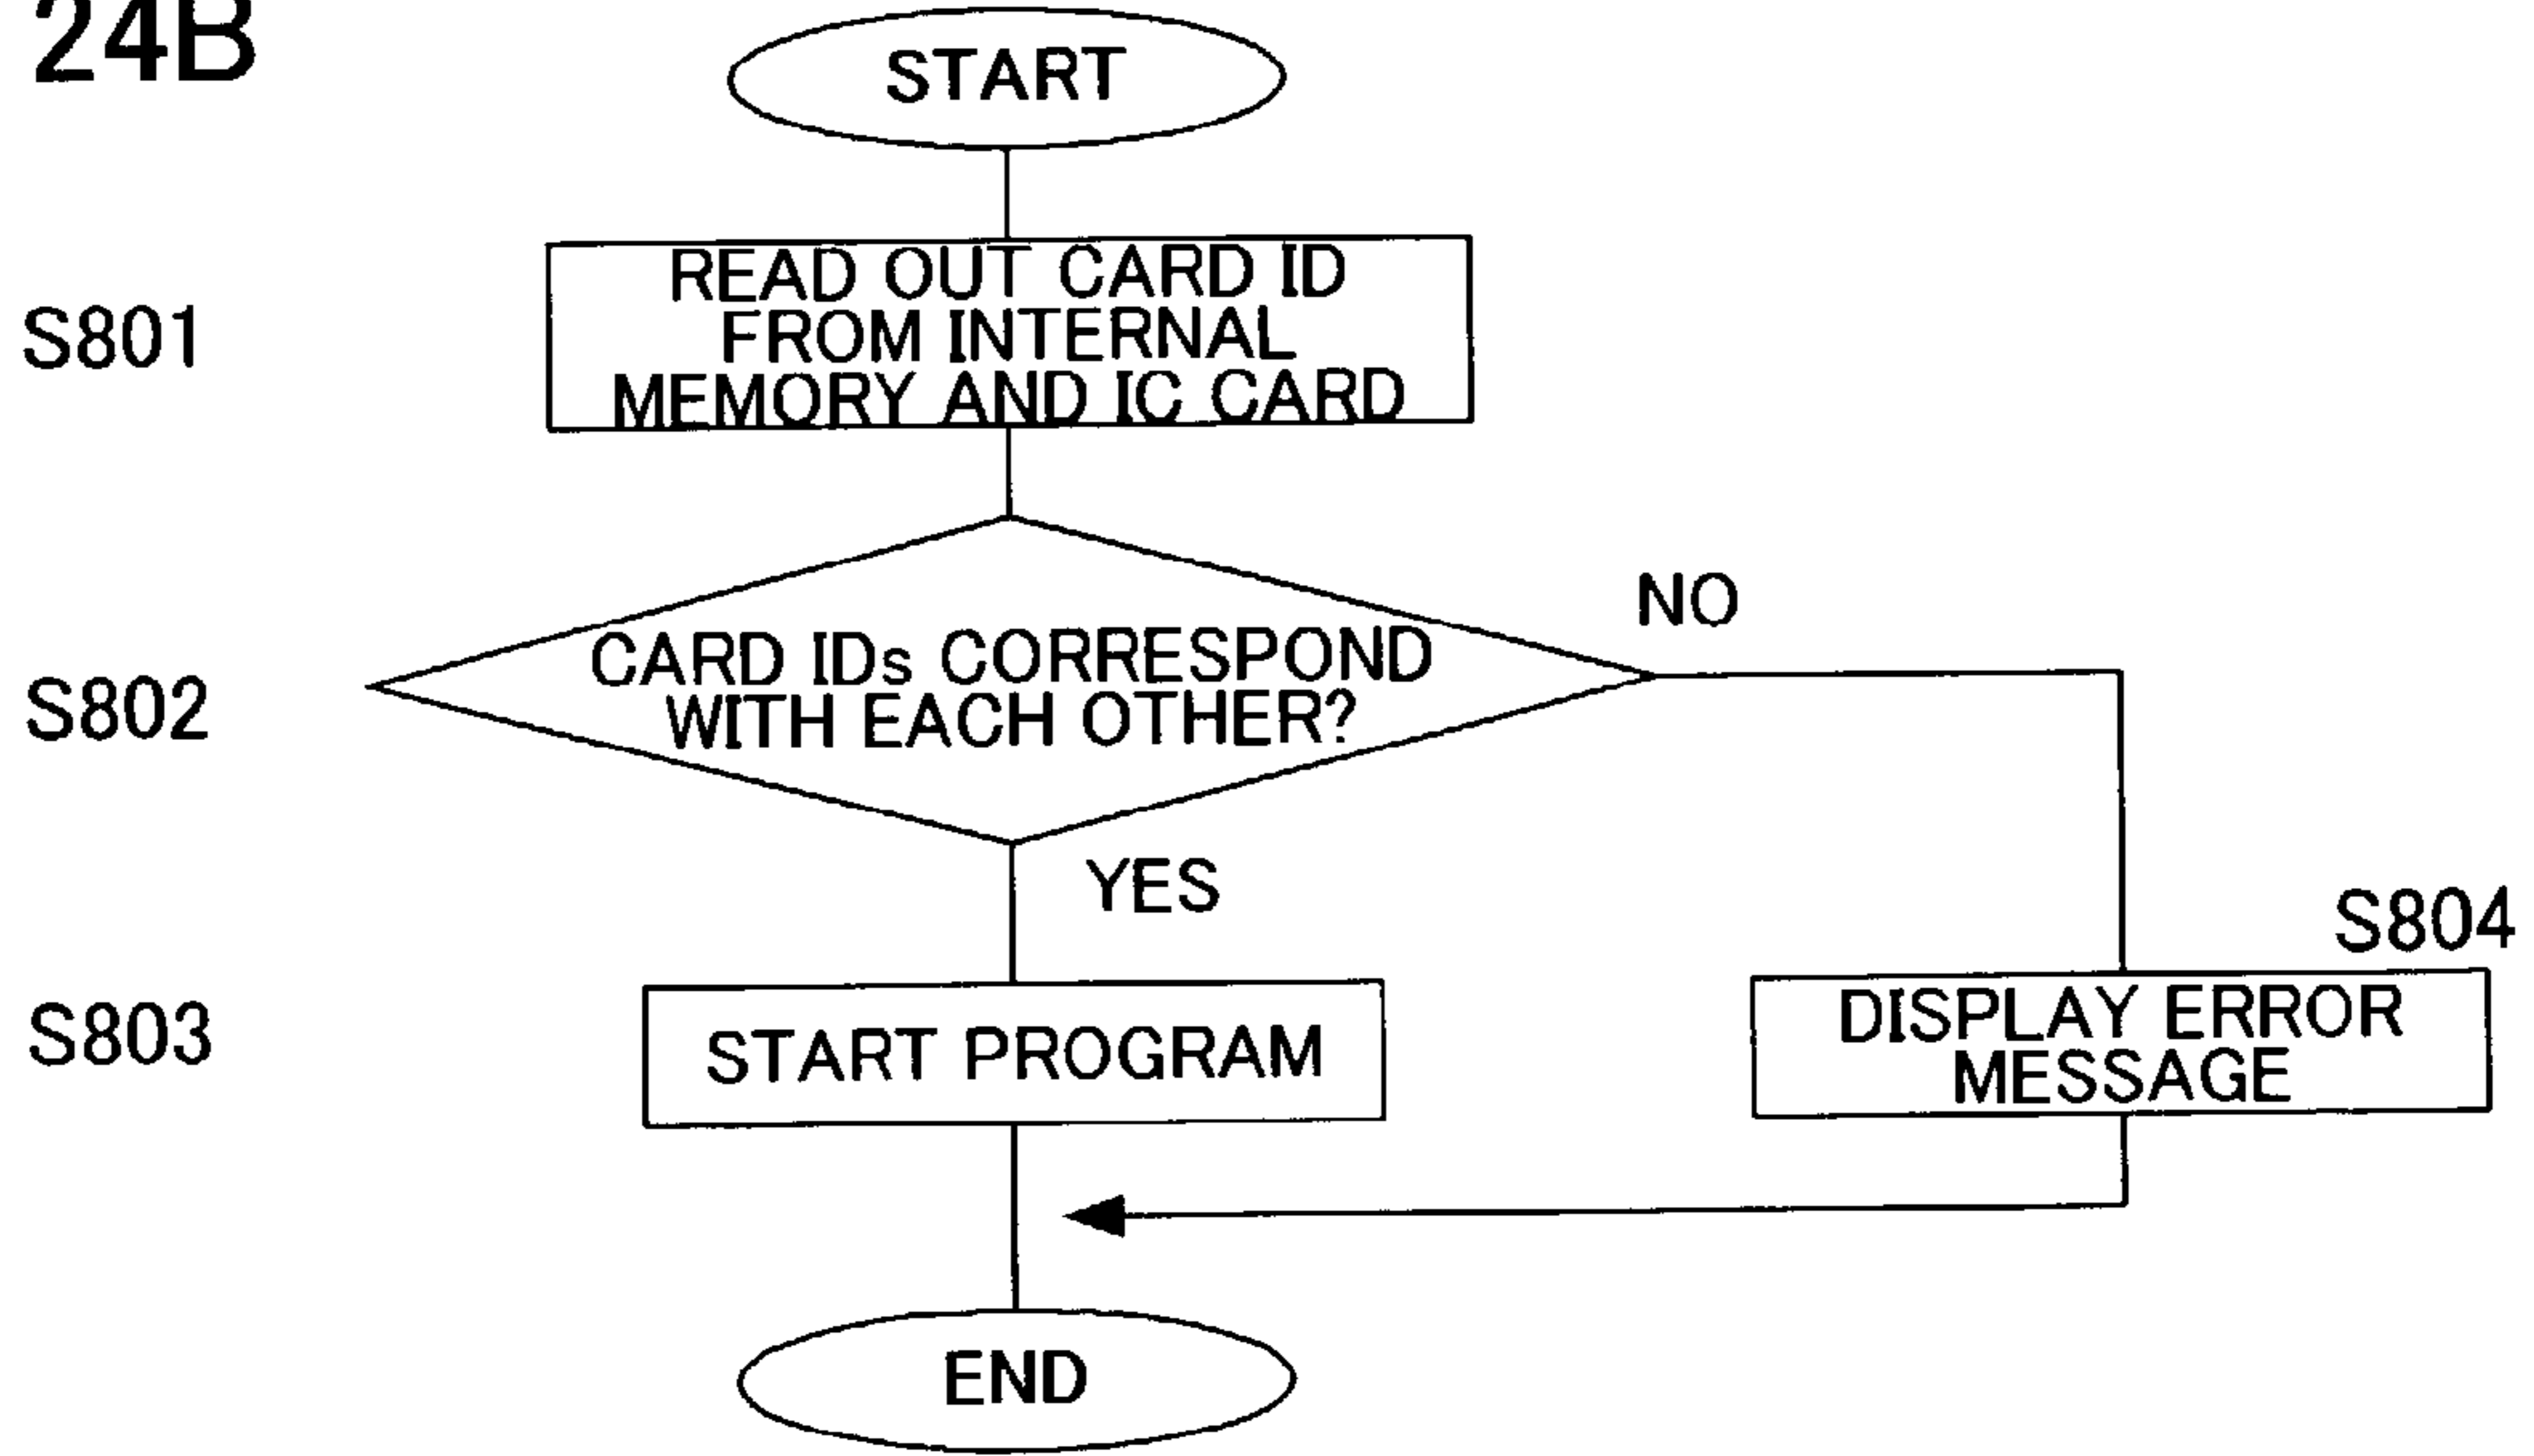 24B
START
S801
READ OUT CARD ID
FROM INTERNAL
MEMORY AND IC CARD
S802
CARD IDs CORRESPOND
WITH EACH OTHER?
NO
YES
S803
START PROGRAM
S804
DISPLAY ERROR
MESSAGE
END